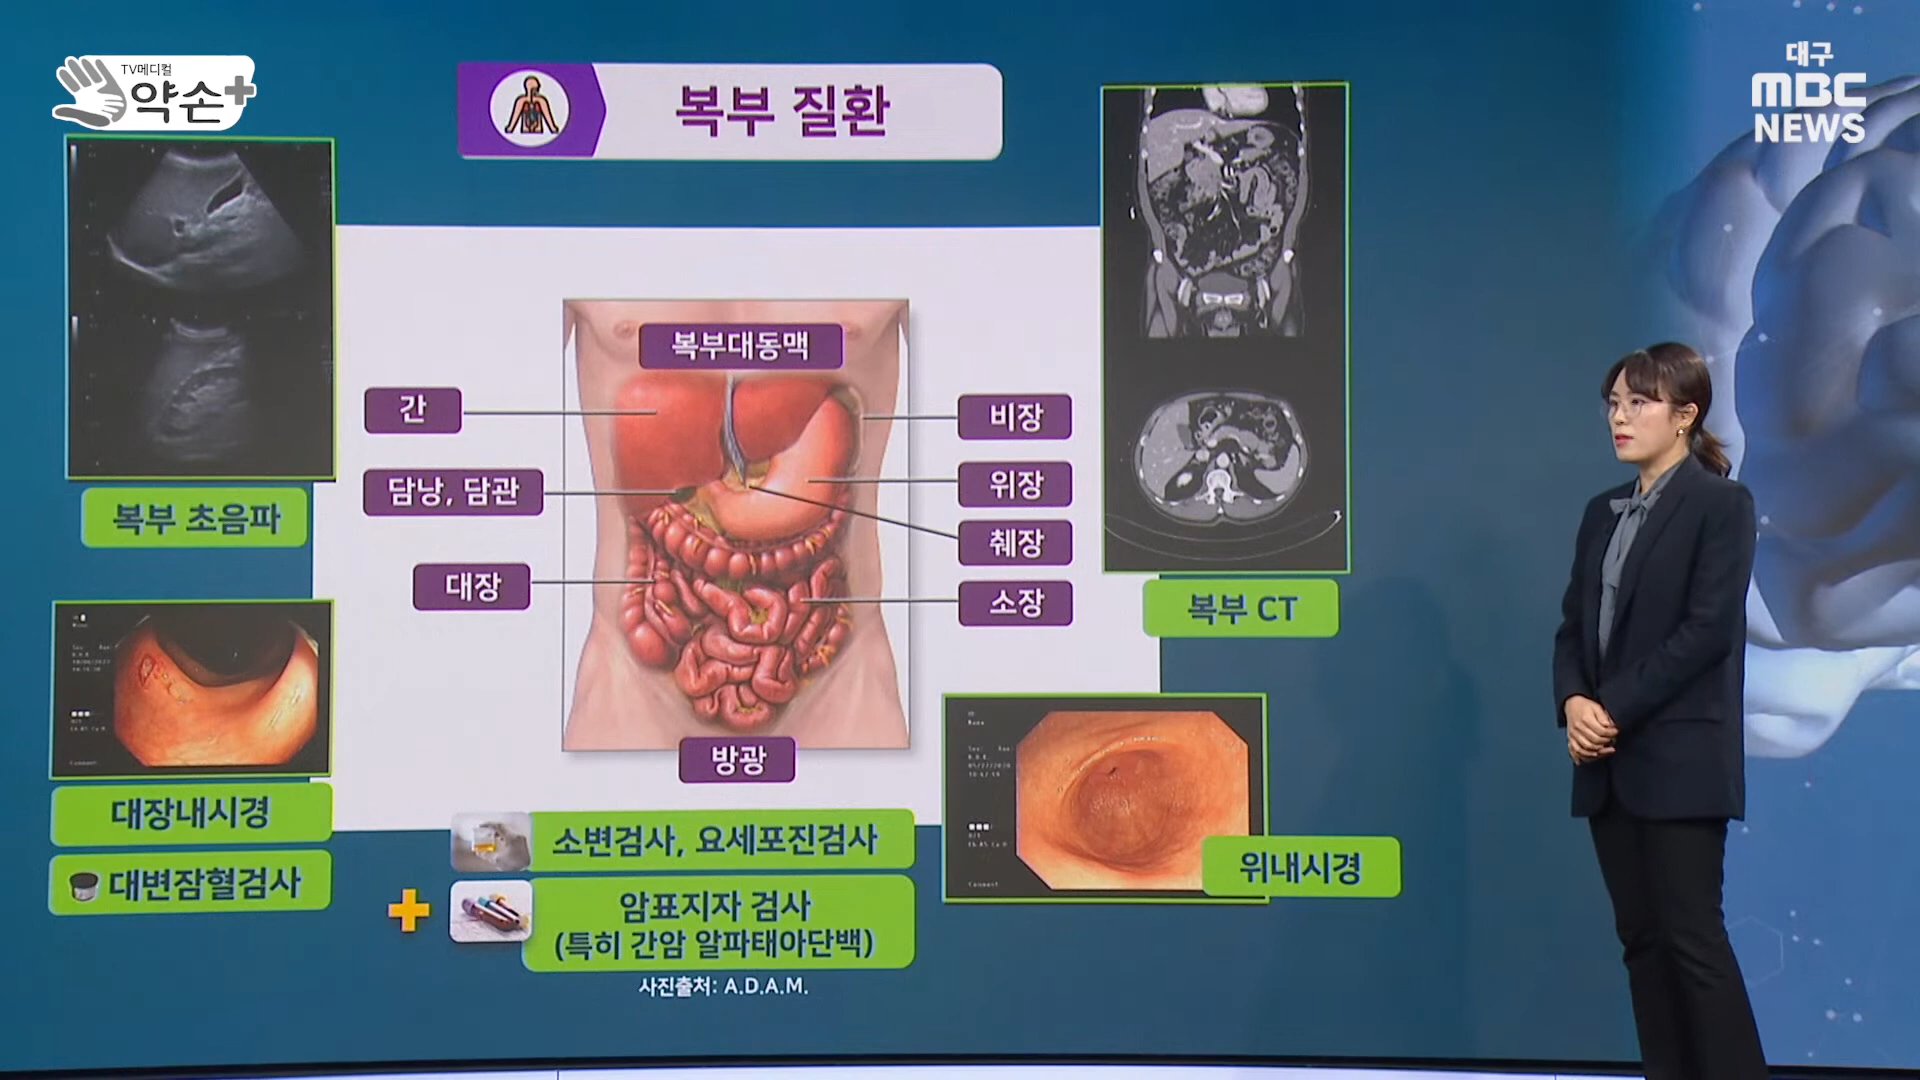 TV메디컬
약손+
복부 질환
대구
MBC
NEWS
복부대동맥
간
비장
담낭, 담관
위장
췌장
대장
소장
방광
복부 초음파
복부 CT
대장내시경
대변잠혈검사
소변검사, 요세포진검사
암표지자 검사
(특히 간암 알파태아단백)
위내시경
사진출처: A.D.A.M.